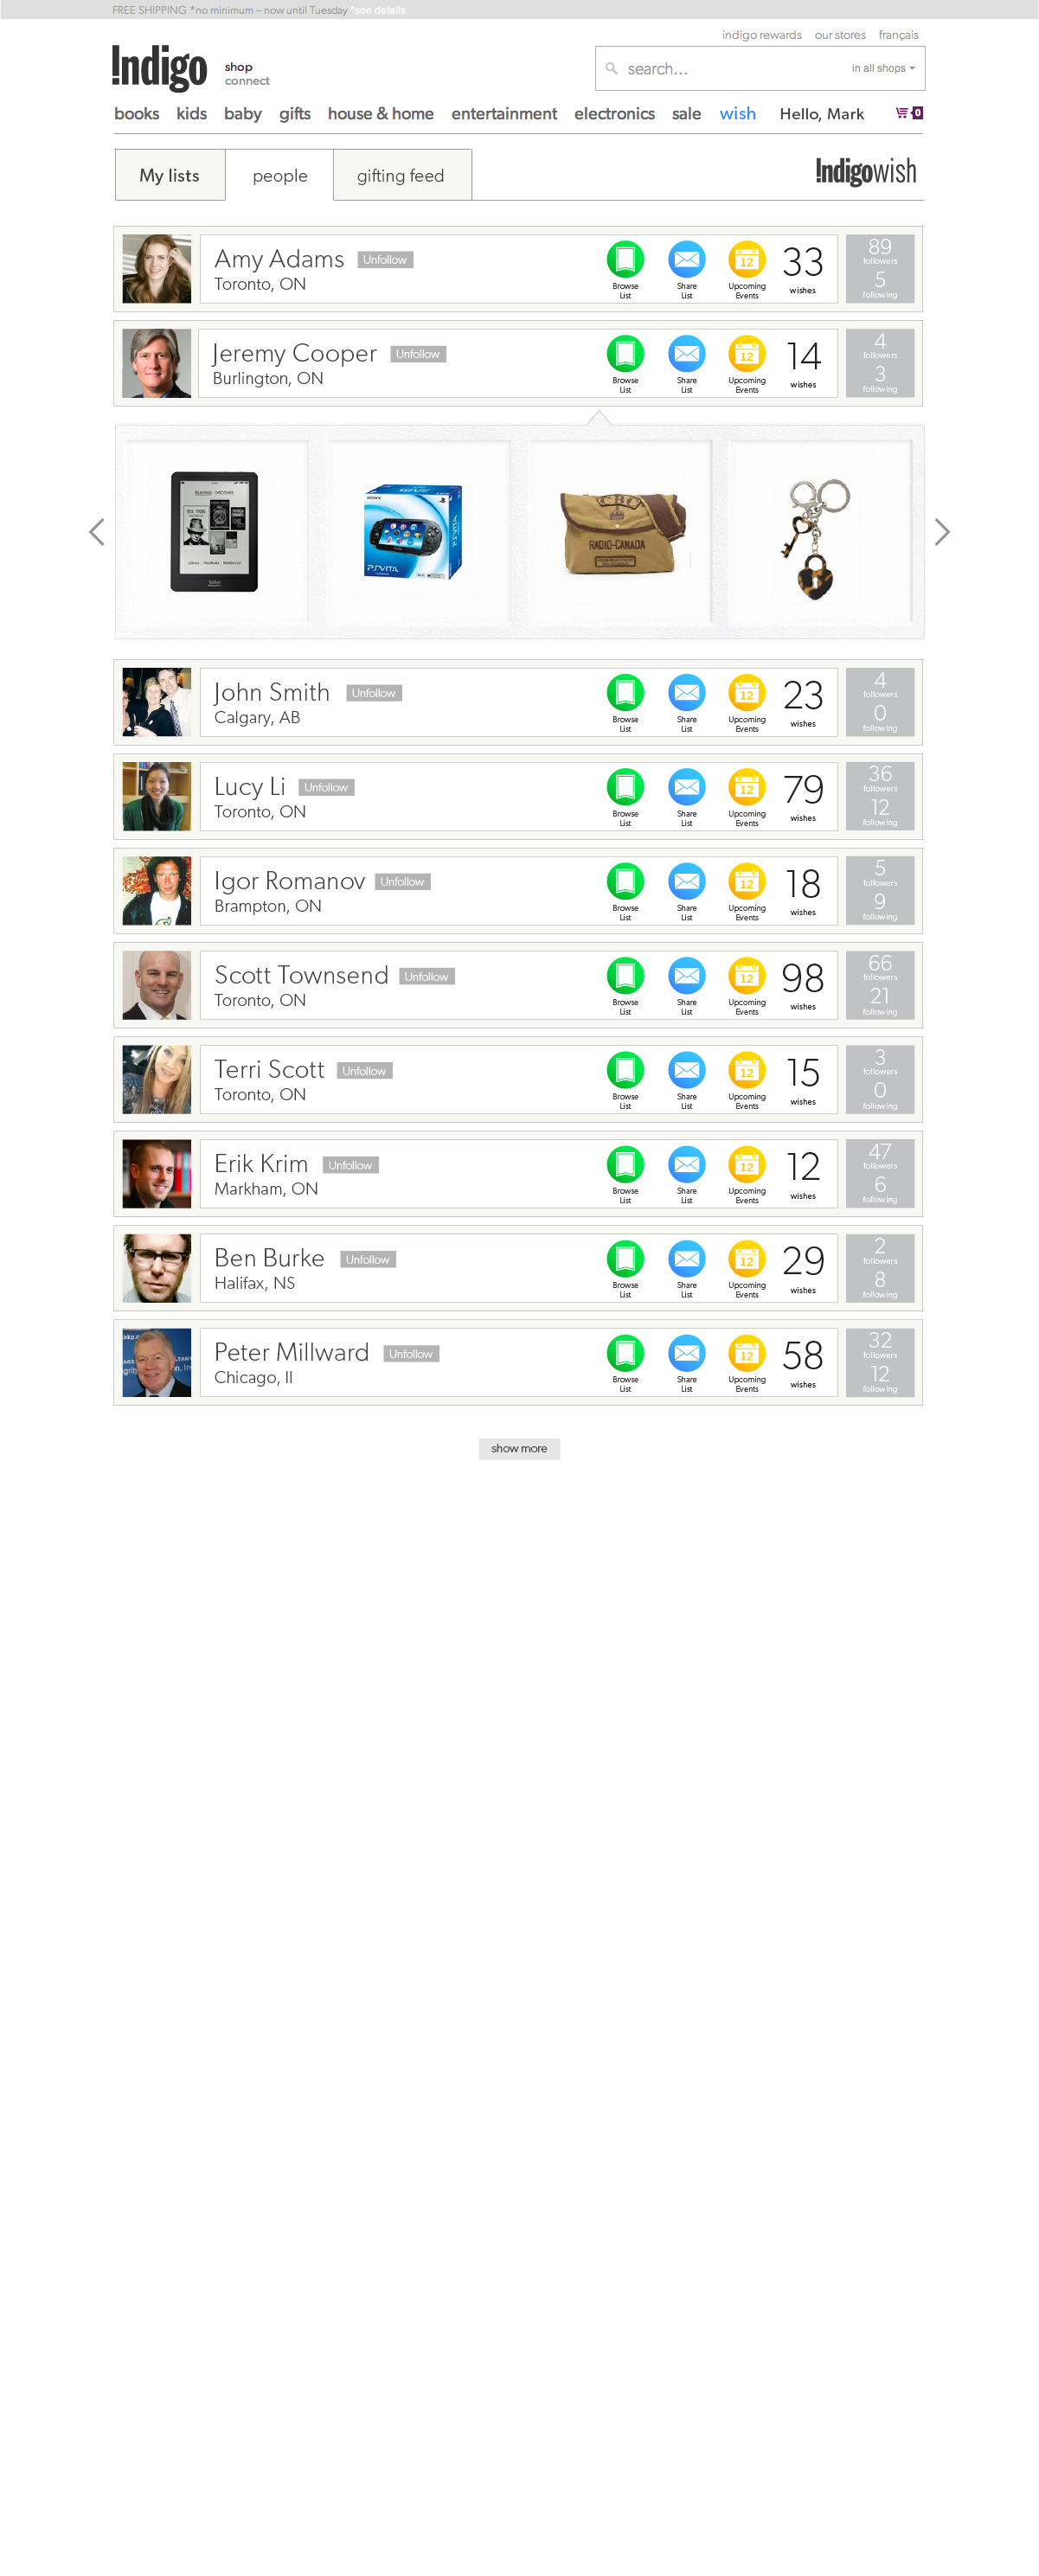 FREE SHIPPING *no minimum – now until Tuesday *see details
indigo rewards our stores français
!ndigo
shop
connect
search...
in all shops
books kids baby gifts house & home entertainment electronics sale wish Hello, Mark 0
My lists people gifting feed
!ndigowish
Amy Adams Unfollow
Toronto, ON
Browse List
Share List
12
Upcoming Events
33
wishes
89
followers
5
following
Jeremy Cooper Unfollow
Burlington, ON
Browse List
Share List
12
Upcoming Events
14
wishes
4
followers
3
following
SONY
PSVITA
CBC
RADIO-CANADA
John Smith Unfollow
Calgary, AB
Browse List
Share List
12
Upcoming Events
23
wishes
4
followers
0
following
Lucy Li Unfollow
Toronto, ON
Browse List
Share List
12
Upcoming Events
79
wishes
36
followers
12
following
Igor Romanov Unfollow
Brampton, ON
Browse List
Share List
12
Upcoming Events
18
wishes
5
followers
9
following
Scott Townsend Unfollow
Toronto, ON
Browse List
Share List
12
Upcoming Events
98
wishes
66
followers
21
following
Terri Scott Unfollow
Toronto, ON
Browse List
Share List
12
Upcoming Events
15
wishes
3
followers
0
following
Erik Krim Unfollow
Markham, ON
Browse List
Share List
12
Upcoming Events
12
wishes
47
followers
6
following
Ben Burke Unfollow
Halifax, NS
Browse List
Share List
12
Upcoming Events
29
wishes
2
followers
8
following
Peter Millward Unfollow
Chicago, Il
Browse List
Share List
12
Upcoming Events
58
wishes
32
followers
12
following
show more